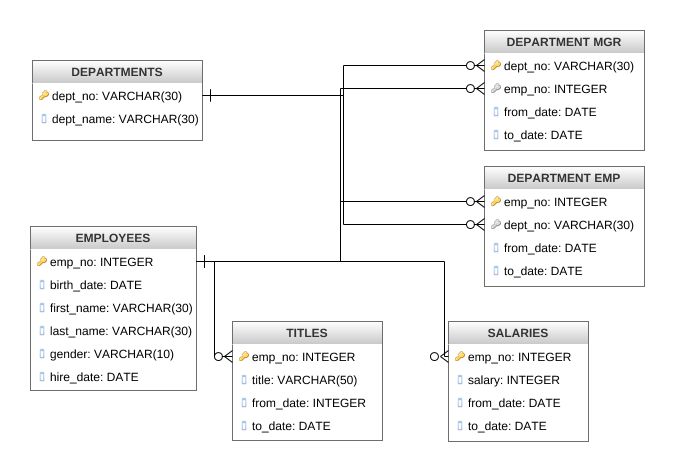 DEPARTMENTS
dept_no: VARCHAR(30)
dept_name: VARCHAR(30)
DEPARTMENT MGR
dept_no: VARCHAR(30)
emp_no: INTEGER
from_date: DATE
to_date: DATE
DEPARTMENT EMP
emp_no: INTEGER
dept_no: VARCHAR(30)
from_date: DATE
to_date: DATE
EMPLOYEES
emp_no: INTEGER
birth_date: DATE
first_name: VARCHAR(30)
last_name: VARCHAR(30)
gender: VARCHAR(10)
hire_date: DATE
TITLES
emp_no: INTEGER
title: VARCHAR(50)
from_date: INTEGER
to_date: DATE
SALARIES
emp_no: INTEGER
salary: INTEGER
from_date: DATE
to_date: DATE